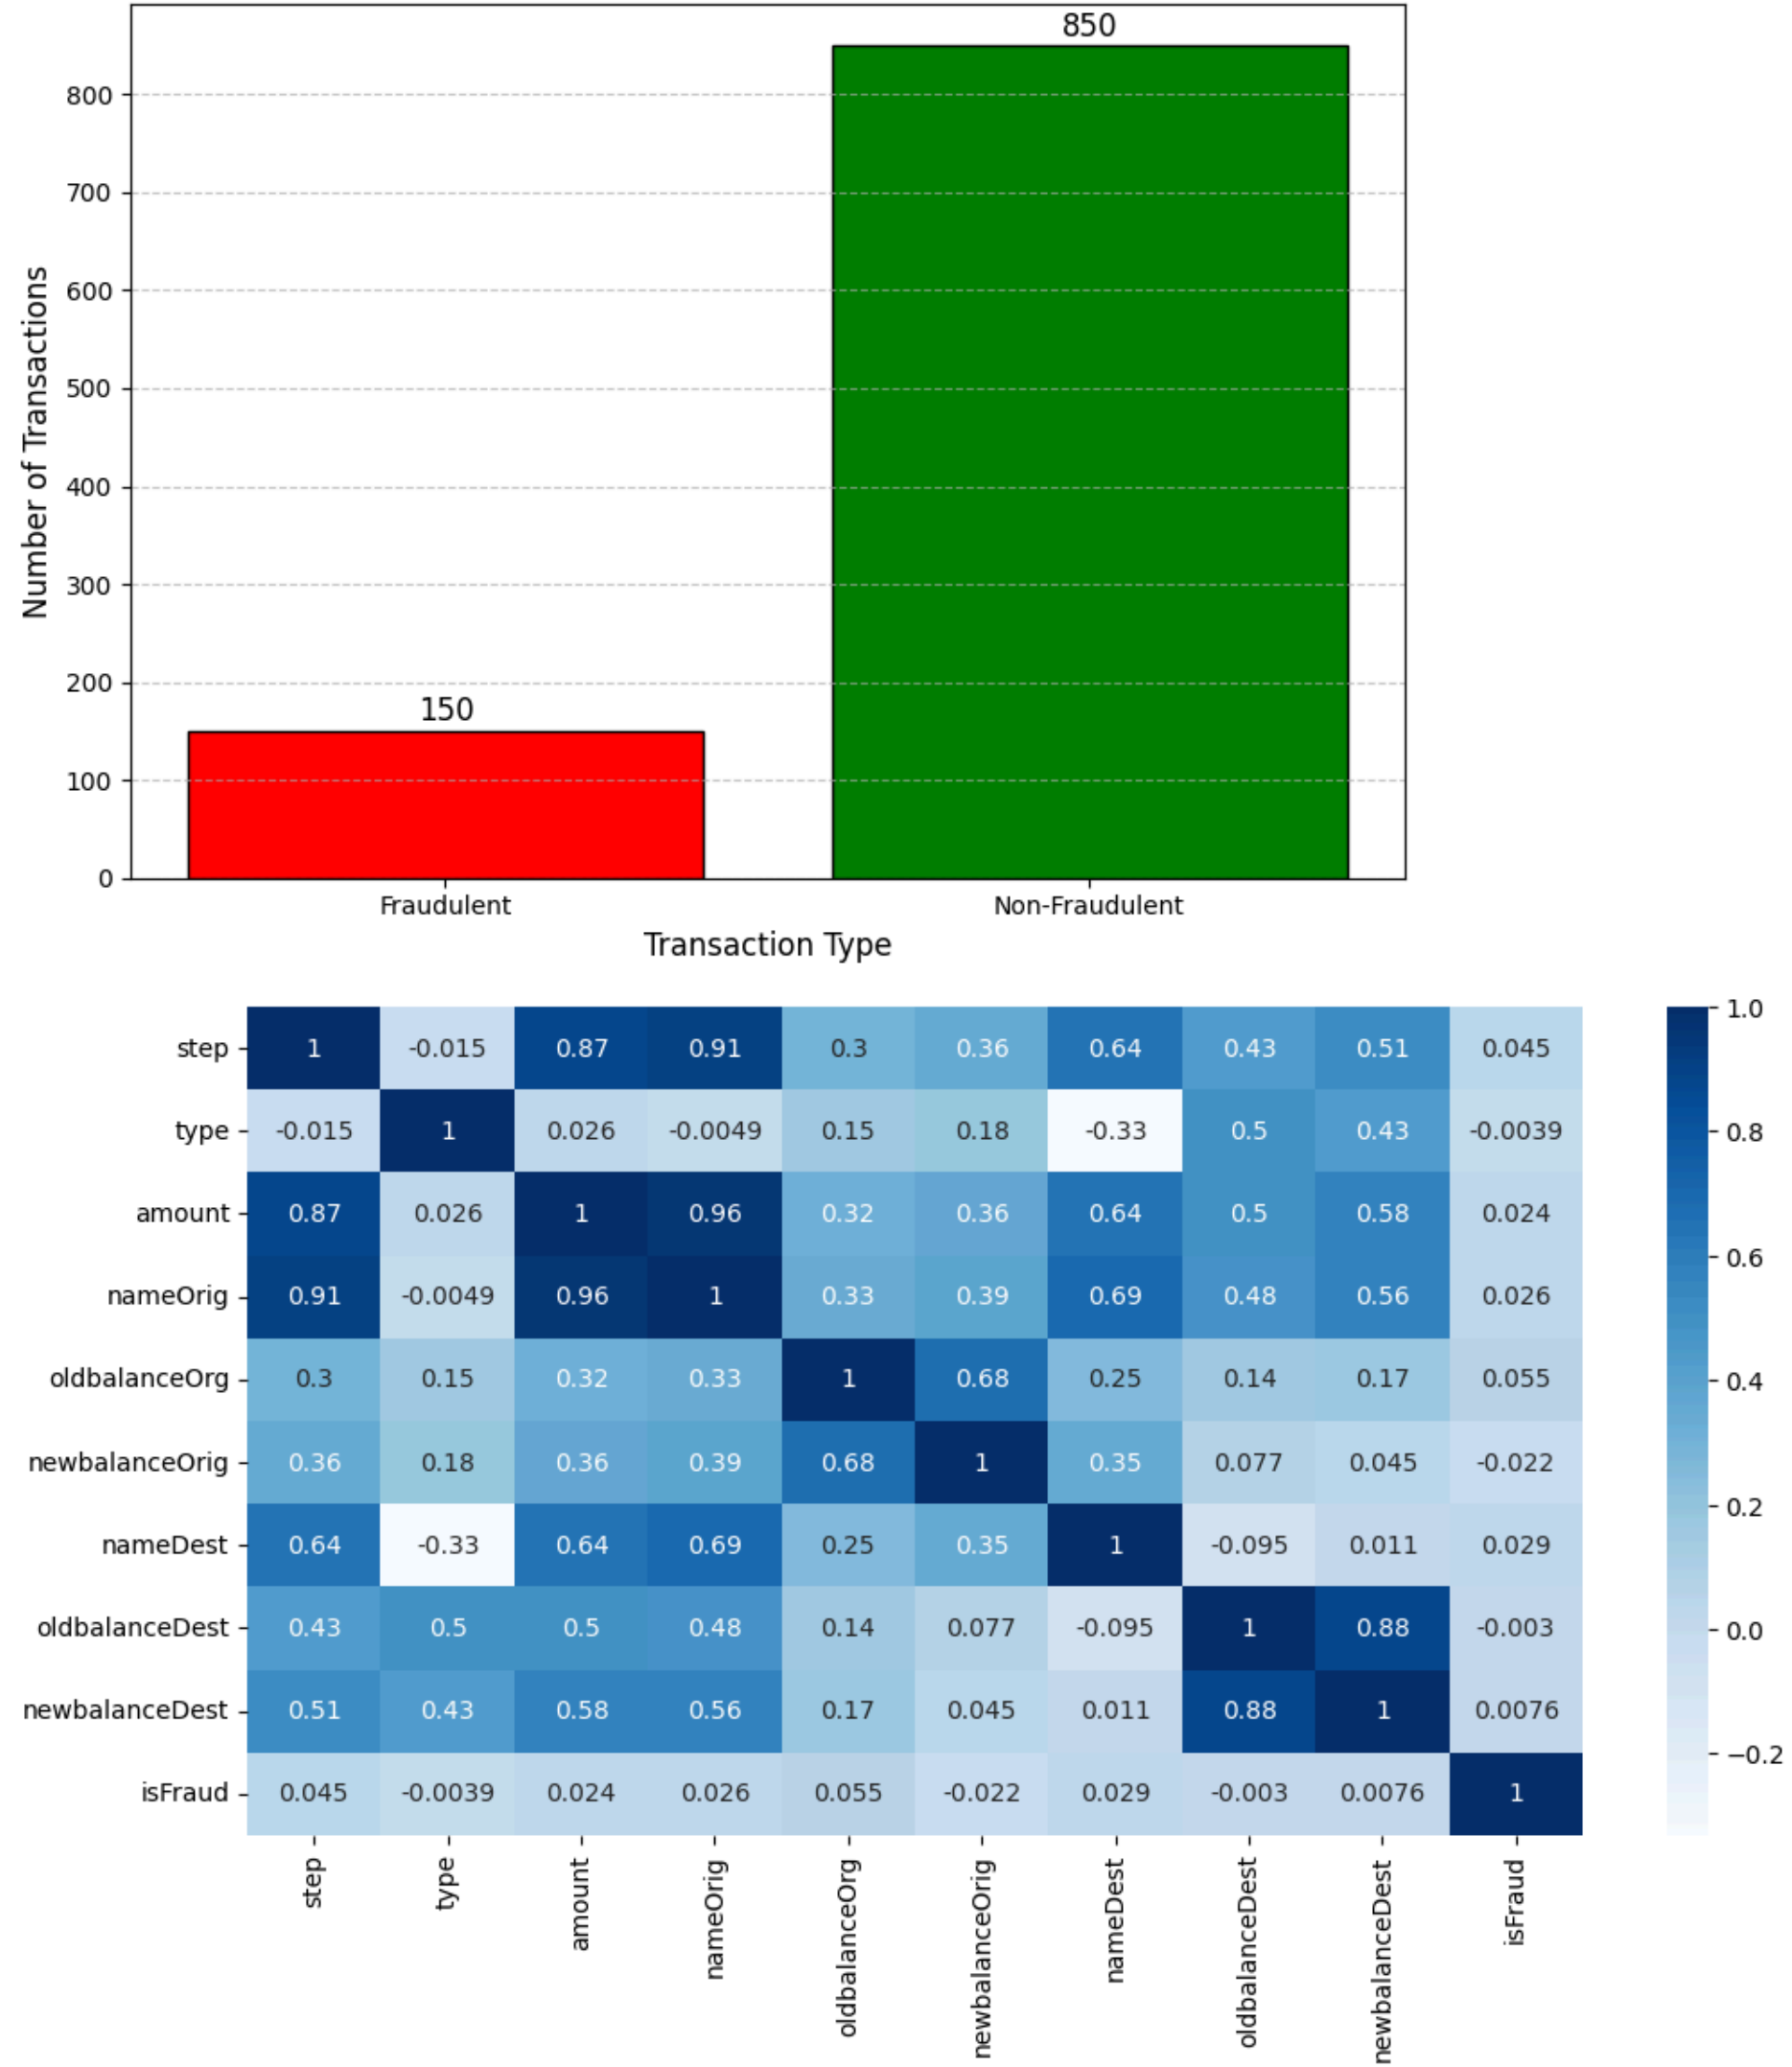 850
800
700
600
500
400
300
200
100
0
Number of Transactions
150
Fraudulent Non-Fraudulent
Transaction Type
step 1 -0.015 0.87 0.91 0.3 0.36 0.64 0.43 0.51 0.045
type -0.015 1 0.026 -0.0049 0.15 0.18 -0.33 0.5 0.43 -0.0039
amount 0.87 0.026 1 0.96 0.32 0.36 0.64 0.5 0.58 0.024
nameOrig 0.91 -0.0049 0.96 1 0.33 0.39 0.69 0.48 0.56 0.026
oldbalanceOrg 0.3 0.15 0.32 0.33 1 0.68 0.25 0.14 0.17 0.055
newbalanceOrig 0.36 0.18 0.36 0.39 0.68 1 0.35 0.077 0.045 -0.022
nameDest 0.64 -0.33 0.64 0.69 0.25 0.35 1 -0.095 0.011 0.029
oldbalanceDest 0.43 0.5 0.5 0.48 0.14 0.077 -0.095 1 0.88 -0.003
newbalanceDest 0.51 0.43 0.58 0.56 0.17 0.045 0.011 0.88 1 0.0076
isFraud 0.045 -0.0039 0.024 0.026 0.055 -0.022 0.029 -0.003 0.0076 1
step type amount nameOrig oldbalanceOrg newbalanceOrig nameDest oldbalanceDest newbalanceDest isFraud
1.0
0.8
0.6
0.4
0.2
0.0
−0.2